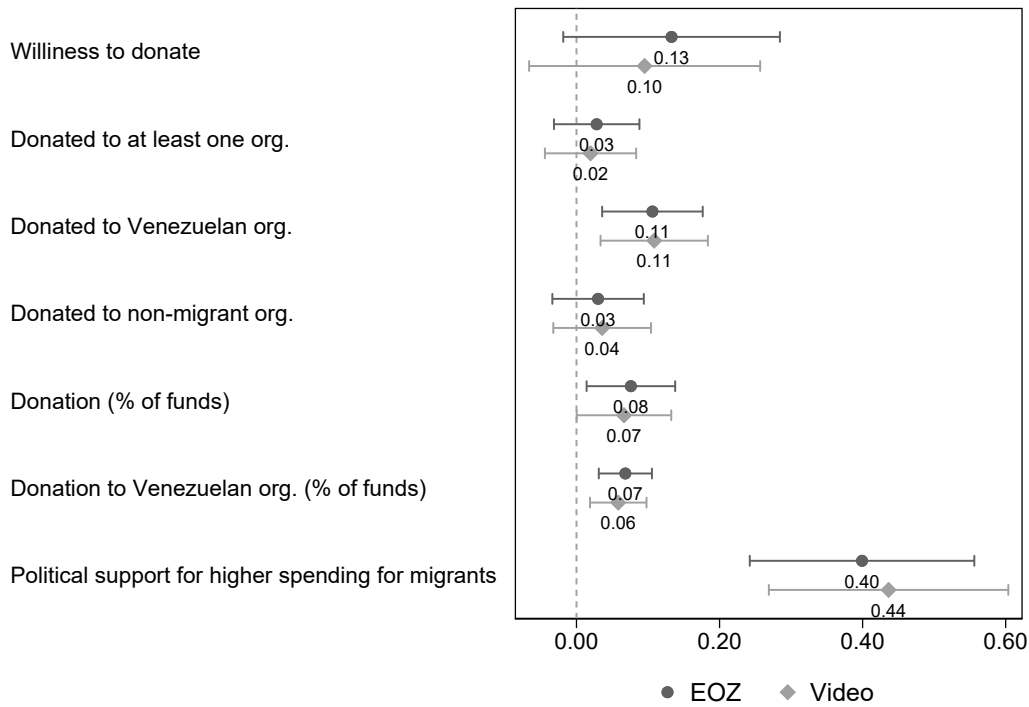 Williness to donate
0.13
0.10
Donated to at least one org.
0.03
0.02
Donated to Venezuelan org.
0.11
0.11
Donated to non-migrant org.
0.03
0.04
Donation (% of funds)
0.08
0.07
Donation to Venezuelan org. (% of funds)
0.07
0.06
Political support for higher spending for migrants
0.40
0.44
0.00 0.20 0.40 0.60
EOZ Video